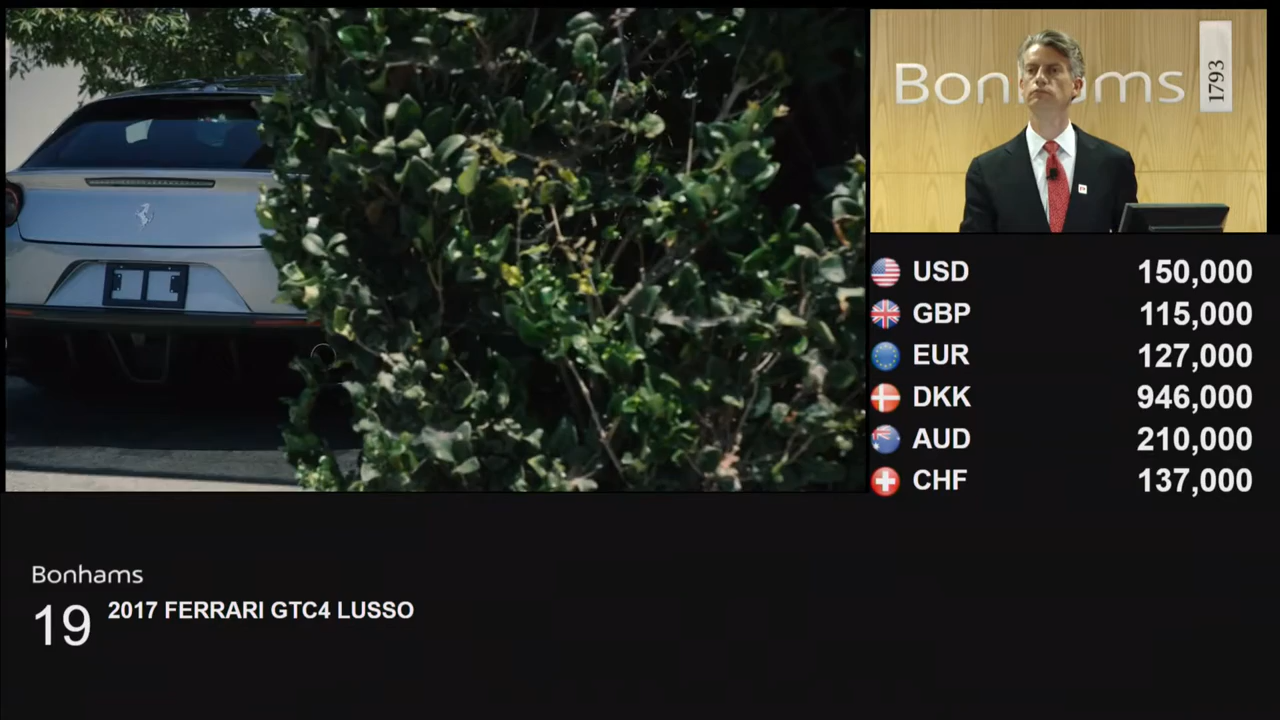 Bonhams
1793
USD 150,000
GBP 115,000
EUR 127,000
DKK 946,000
AUD 210,000
CHF 137,000
Bonhams
19 2017 FERRARI GTC4 LUSSO